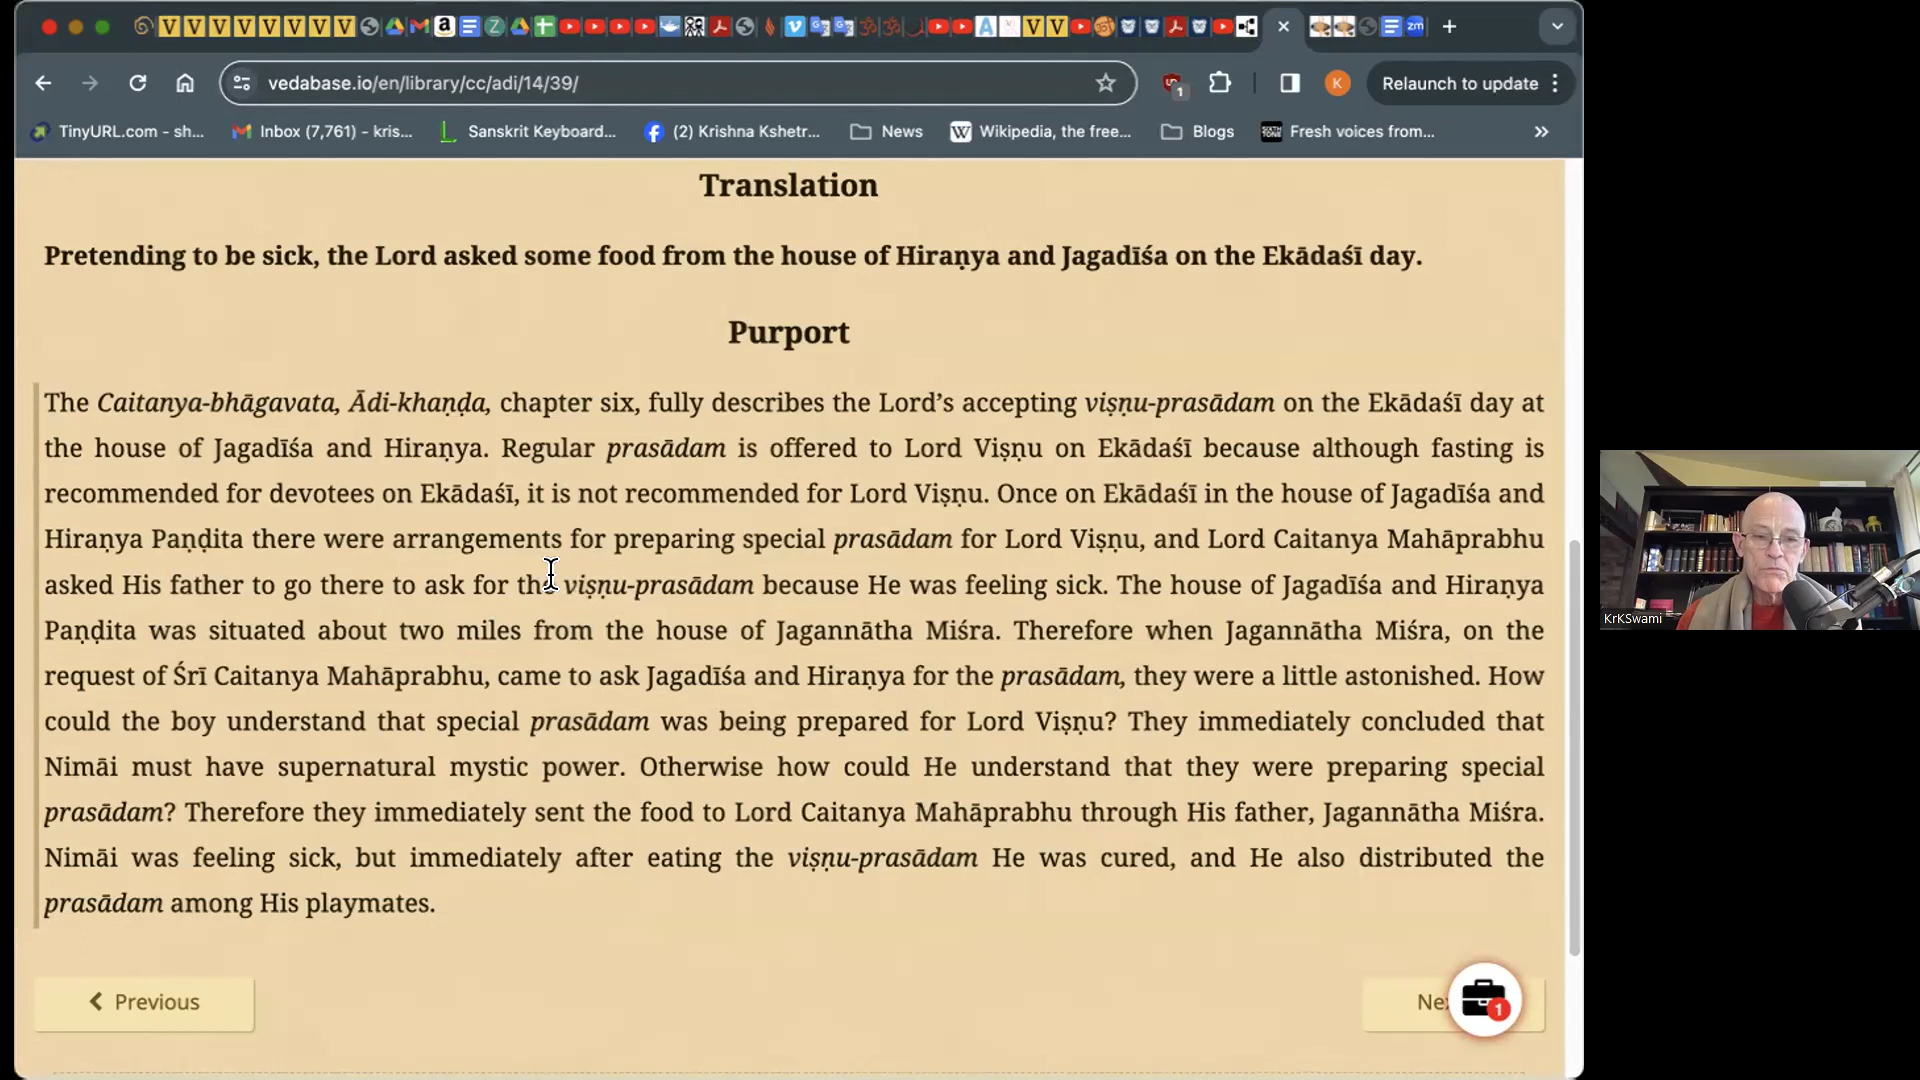 vedabase.io/en/library/cc/adi/14/39/
1
K
Relaunch to update
TinyURL.com - sh...
Inbox (7,761) - kris...
Sanskrit Keyboard...
(2) Krishna Kshetr...
News
Wikipedia, the free...
Blogs
Fresh voices from...
Translation
Pretending to be sick, the Lord asked some food from the house of Hiraṇya and Jagadīśa on the Ekādaśī day.
Purport
The Caitanya-bhāgavata, Ādi-khaṇḍa, chapter six, fully describes the Lord’s accepting viṣṇu-prasādam on the Ekādaśī day at
the house of Jagadīśa and Hiraṇya. Regular prasādam is offered to Lord Viṣṇu on Ekādaśī because although fasting is
recommended for devotees on Ekādaśī, it is not recommended for Lord Viṣṇu. Once on Ekādaśī in the house of Jagadīśa and
Hiraṇya Paṇḍita there were arrangements for preparing special prasādam for Lord Viṣṇu, and Lord Caitanya Mahāprabhu
asked His father to go there to ask for the viṣṇu-prasādam because He was feeling sick. The house of Jagadīśa and Hiraṇya
Paṇḍita was situated about two miles from the house of Jagannātha Miśra. Therefore when Jagannātha Miśra, on the
request of Śrī Caitanya Mahāprabhu, came to ask Jagadīśa and Hiraṇya for the prasādam, they were a little astonished. How
could the boy understand that special prasādam was being prepared for Lord Viṣṇu? They immediately concluded that
Nimāi must have supernatural mystic power. Otherwise how could He understand that they were preparing special
prasādam? Therefore they immediately sent the food to Lord Caitanya Mahāprabhu through His father, Jagannātha Miśra.
Nimāi was feeling sick, but immediately after eating the viṣṇu-prasādam He was cured, and He also distributed the
prasādam among His playmates.
Previous
1
KrKSwami